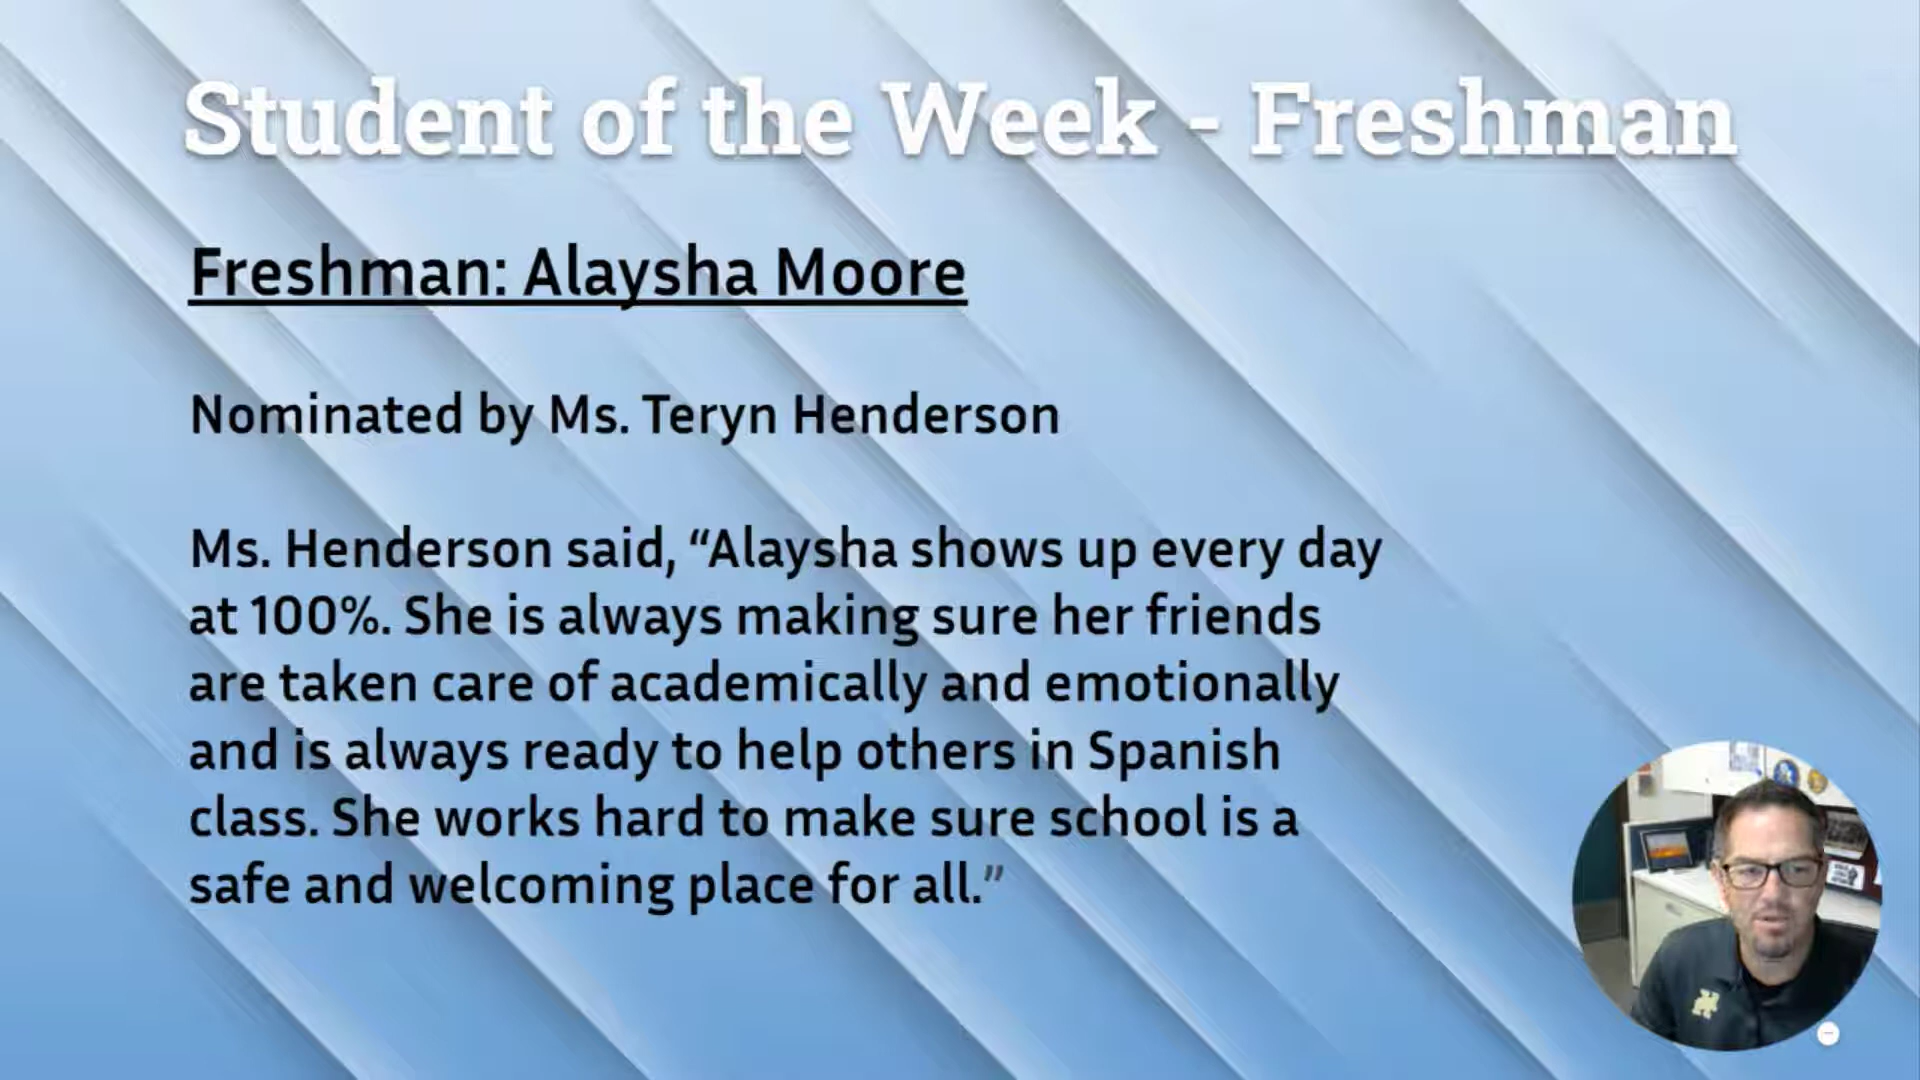 Student of the Week - Freshman
Freshman: Alaysha Moore
Nominated by Ms. Teryn Henderson
Ms. Henderson said, “Alaysha shows up every day
at 100%. She is always making sure her friends
are taken care of academically and emotionally
and is always ready to help others in Spanish
class. She works hard to make sure school is a
safe and welcoming place for all.”